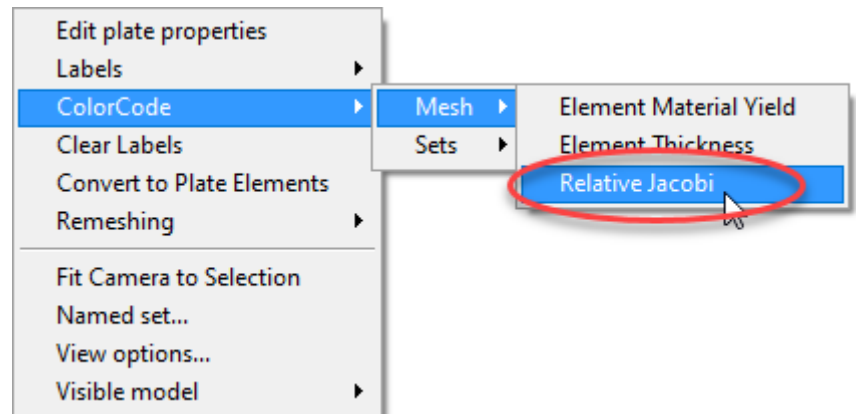 Edit plate properties
Labels
ColorCode
Clear Labels
Convert to Plate Elements
Remeshing
Fit Camera to Selection
Named set...
View options...
Visible model
Mesh
Sets
Element Material Yield
Element Thickness
Relative Jacobi